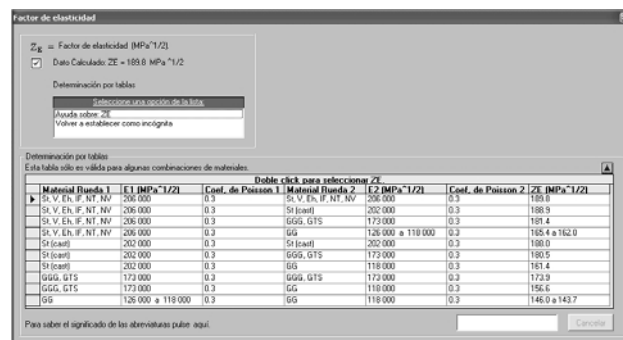 Factor de elasticidad
Z_E = Factor de elasticidad (MPa^1/2).
Dato Calculado: ZE = 189.8 MPa ^1/2
Determinación por tablas
Seleccione una opción de la lista:
Ayuda sobre: ZE
Volver a establecer como incógnita
Determinación por tablas
Esta tabla sólo es válida para algunas combinaciones de materiales.
Doble click para seleccionar ZE.
Material Rueda 1 E1 (MPa^1/2) Coef. de Poisson 1 Material Rueda 2 E2 (MPa^1/2) Coef. de Poisson 2 ZE (MPa^1/2)
St, V, Eh, IF, NT, NV 206 000 0.3 St, V, Eh, IF, NT, NV 206 000 0.3 189.8
St, V, Eh, IF, NT, NV 206 000 0.3 St (cast) 202 000 0.3 188.9
St, V, Eh, IF, NT, NV 206 000 0.3 GGG, GTS 173 000 0.3 181.4
St, V, Eh, IF, NT, NV 206 000 0.3 GG 126 000 a 118 000 0.3 165.4 a 162.0
St (cast) 202 000 0.3 St (cast) 202 000 0.3 188.0
St (cast) 202 000 0.3 GGG, GTS 173 000 0.3 180.5
St (cast) 202 000 0.3 GG 118 000 0.3 161.4
GGG, GTS 173 000 0.3 GGG, GTS 173 000 0.3 173.9
GGG, GTS 173 000 0.3 GG 118 000 0.3 156.6
GG 126 000 a 118 000 0.3 GG 118 000 0.3 146.0 a 143.7
Para saber el significado de las abreviaturas pulse aquí.
Cancelar